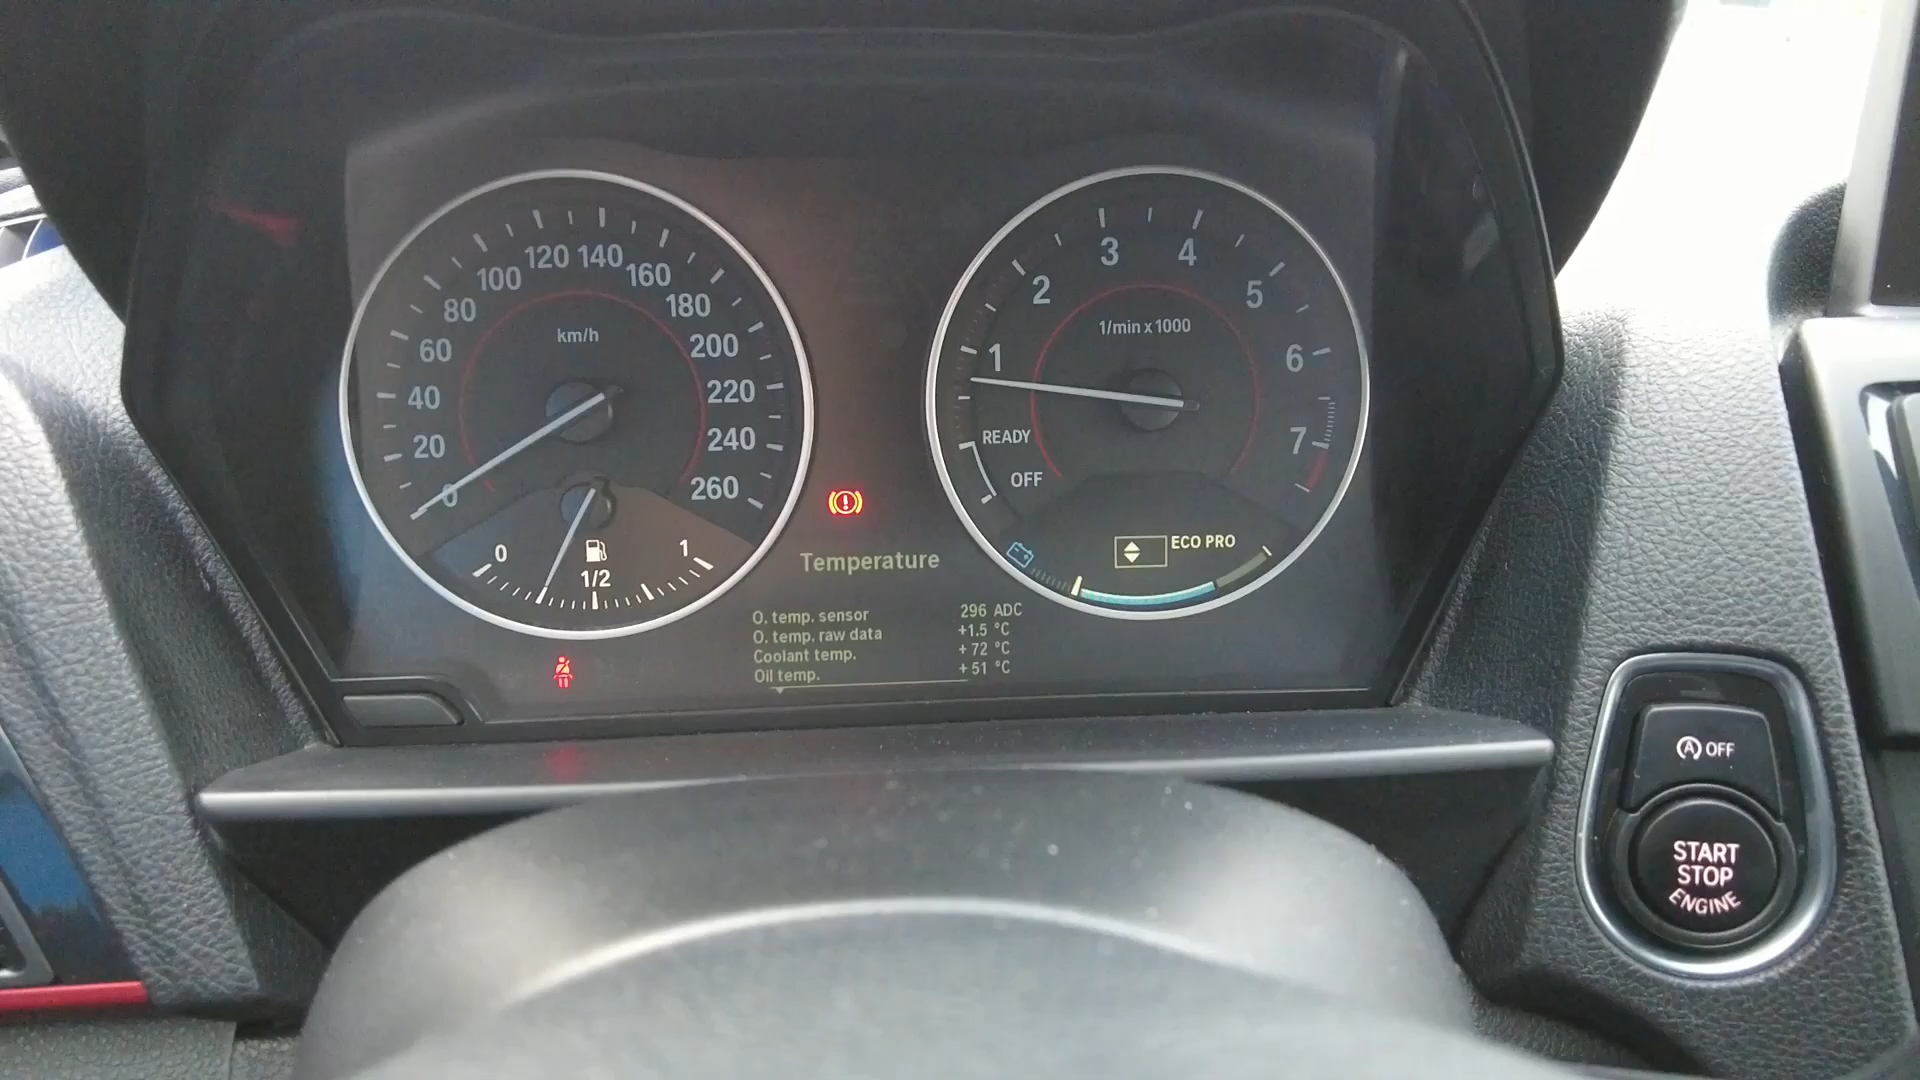 120 140
100 160
80 180
60 200
40 220
20 240
0 260
km/h
0 1/2 1
3 4
2 5
1 6
7
1/min x 1000
READY
OFF
ECO PRO
Temperature
O. temp. sensor 296 ADC
O. temp. raw data +1.5 °C
Coolant temp. + 72 °C
Oil temp. + 51 °C
A OFF
START
STOP
ENGINE